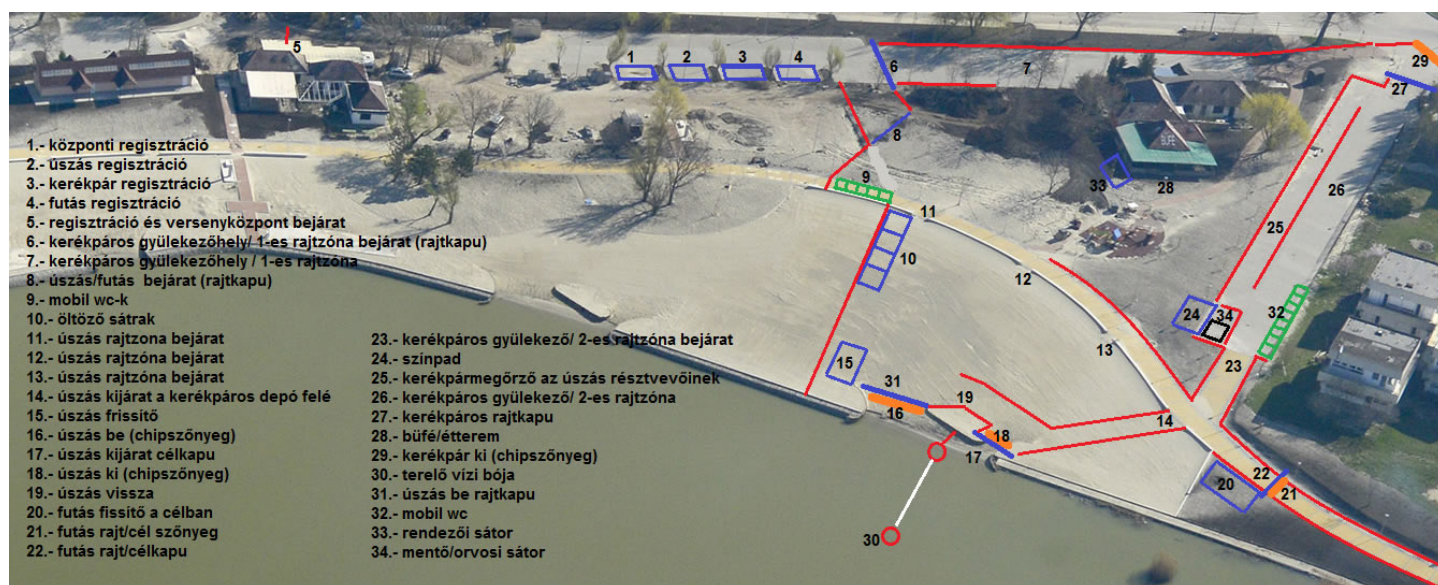 5
1
2
3
4
6
7
29
27
8
BÜFE
33
28
26
25
9
11
10
12
24
34
32
13
23
15
31
16
19
18
14
17
20
22
21
30
1.- központi regisztráció
2.- úszás regisztráció
3.- kerékpár regisztráció
4.- futás regisztráció
5.- regisztráció és versenyközpont bejárat
6.- kerékpáros gyülekezőhely/ 1-es rajtzóna bejárat (rajtkapu)
7.- kerékpáros gyülekezőhely / 1-es rajtzóna
8.- úszás/futás bejárat (rajtkapu)
9.- mobil wc-k
10.- öltöző sátrak
11.- úszás rajtzona bejárat
12.- úszás rajtzóna bejárat
13.- úszás rajtzóna bejárat
14.- úszás kijárat a kerékpáros depó felé
15.- úszás frissítő
16.- úszás be (chipszőnyeg)
17.- úszás kijárat célkapu
18.- úszás ki (chipszőnyeg)
19.- úszás vissza
20.- futás fissítő a célban
21.- futás rajt/cél szőnyeg
22.- futás rajt/célkapu
23.- kerékpáros gyülekező/ 2-es rajtzóna bejárat
24.- színpad
25.- kerékpármegőrző az úszás résztvevőinek
26.- kerékpáros gyülekező/ 2-es rajtzóna
27.- kerékpáros rajtkapu
28.- büfé/étterem
29.- kerékpár ki (chipszőnyeg)
30.- terelő vízi bója
31.- úszás be rajtkapu
32.- mobil wc
33.- rendezői sátor
34.- mentő/orvosi sátor